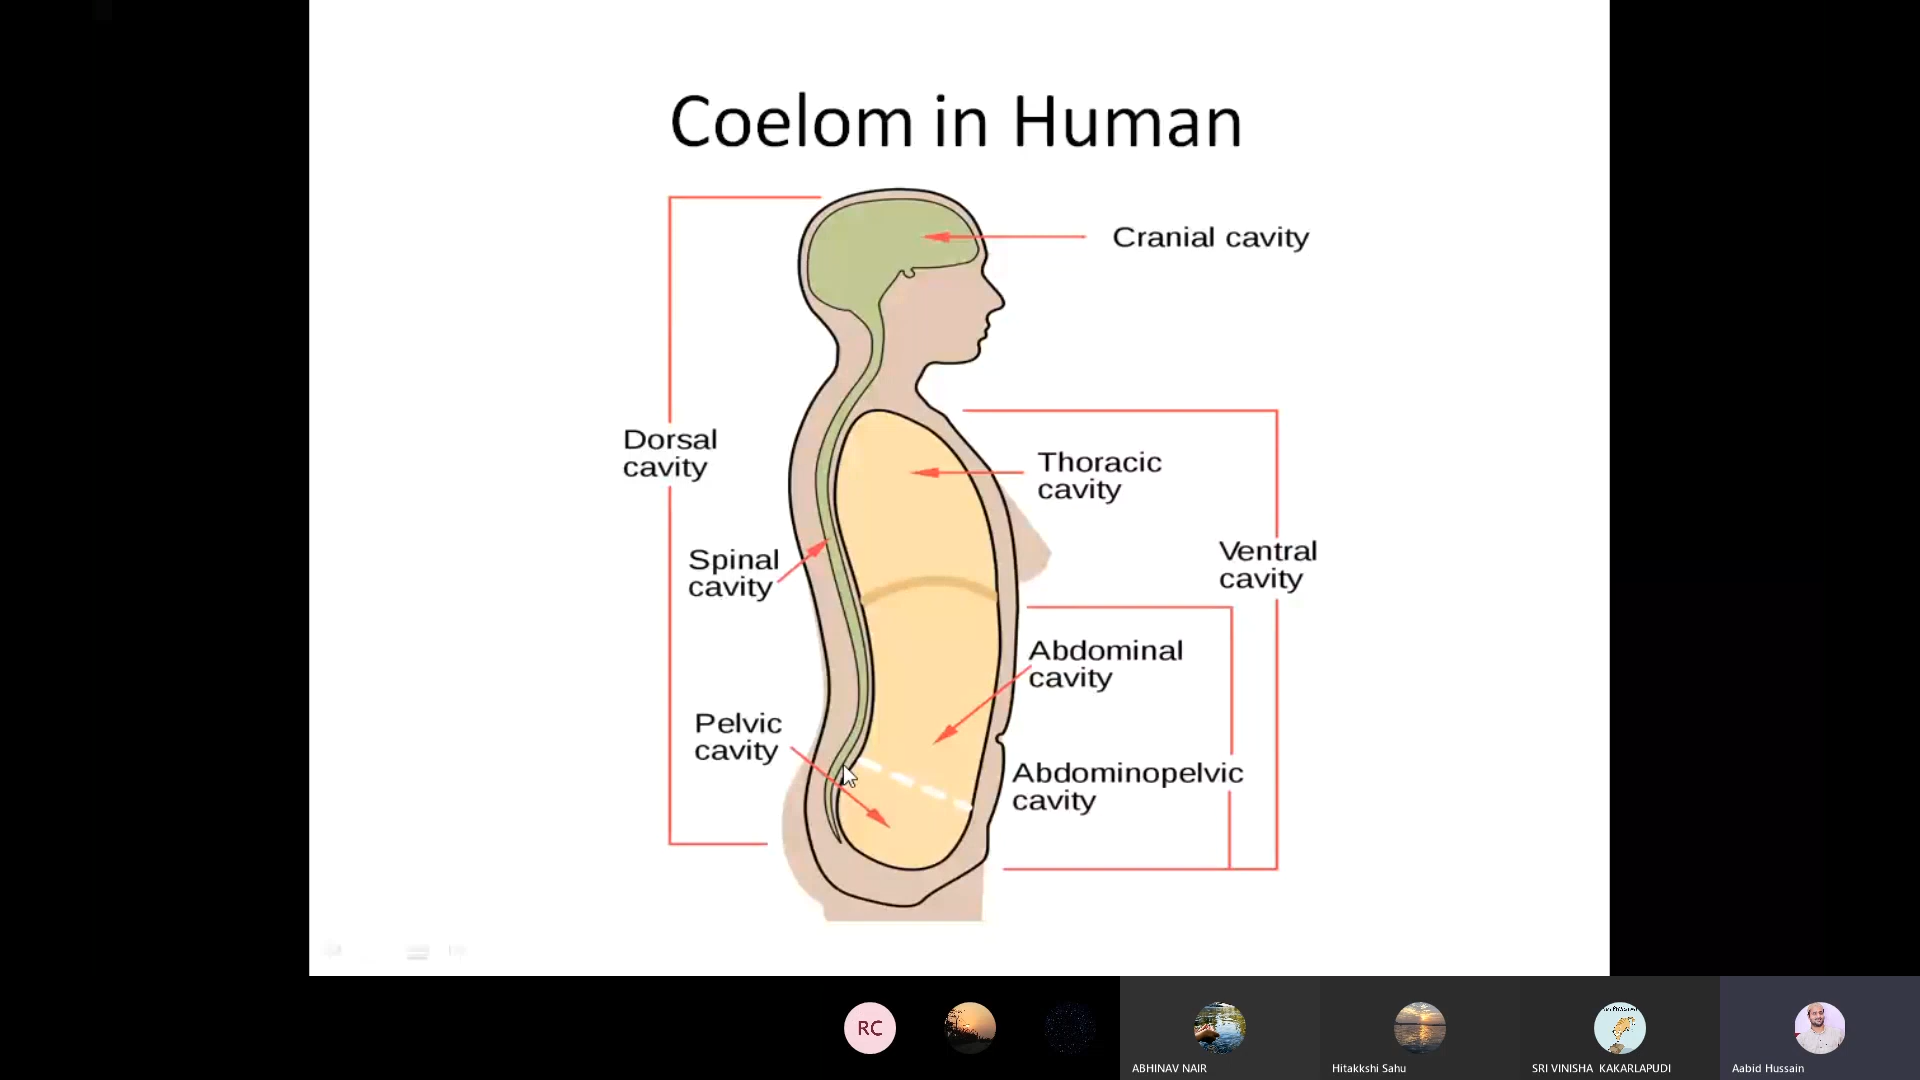 Coelom in Human
Cranial cavity
Dorsal
cavity
Thoracic
cavity
Spinal
cavity
Ventral
cavity
Abdominal
cavity
Pelvic
cavity
Abdominopelvic
cavity
RC
ABHINAV NAIR
Hitakkshi Sahu
SRI VINISHA KAKARLAPUDI
Aabid Hussain